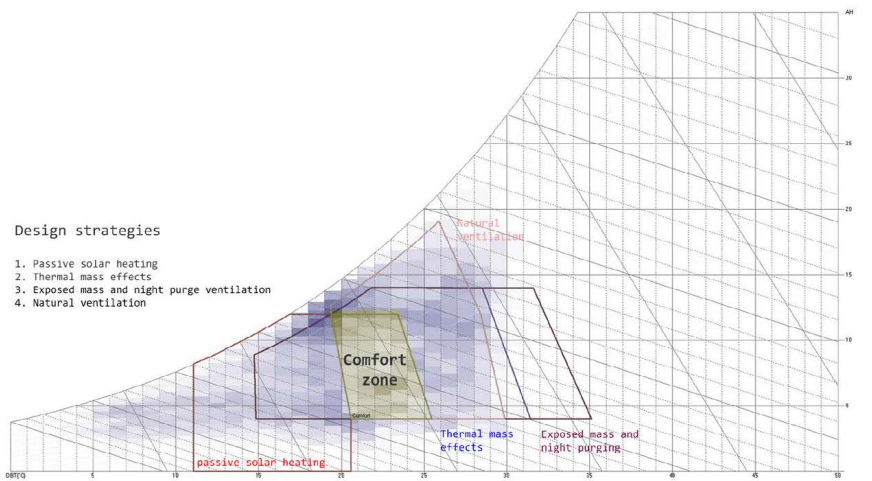 AH
30
25
20
Natural
ventilation
Design strategies
1. Passive solar heating
2. Thermal mass effects
3. Exposed mass and night purge ventilation
4. Natural ventilation
15
10
Comfort
zone
5
Comfort
Thermal mass
effects
Exposed mass and
night purging
passive solar heating
DBT(°C) 5 10 15 20 25 30 35 40 45 50